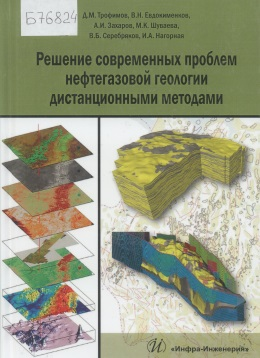 Б76824
Д.М. Трофимов, В.Н. Евдокименков,
А.И. Захаров, М.К. Шуваева,
В.Б. Серебряков, И.А. Нагорная
Решение современных проблем
нефтегазовой геологии
дистанционными методами
«Инфра-Инженерия»